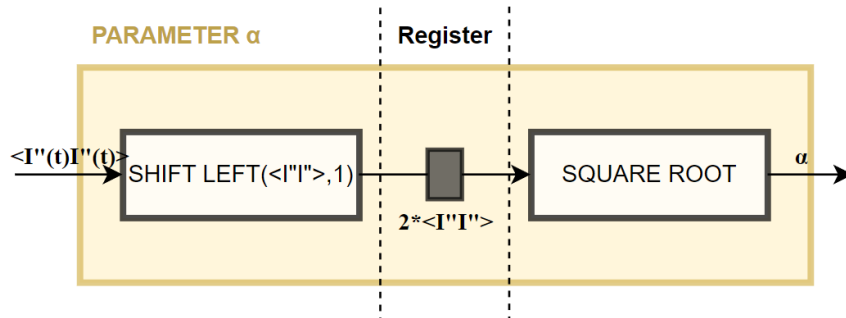 PARAMETER α
Register
<I"(t)I"(t)>
SHIFT LEFT(<I"I">,1)
2*<I"I">
SQUARE ROOT
α